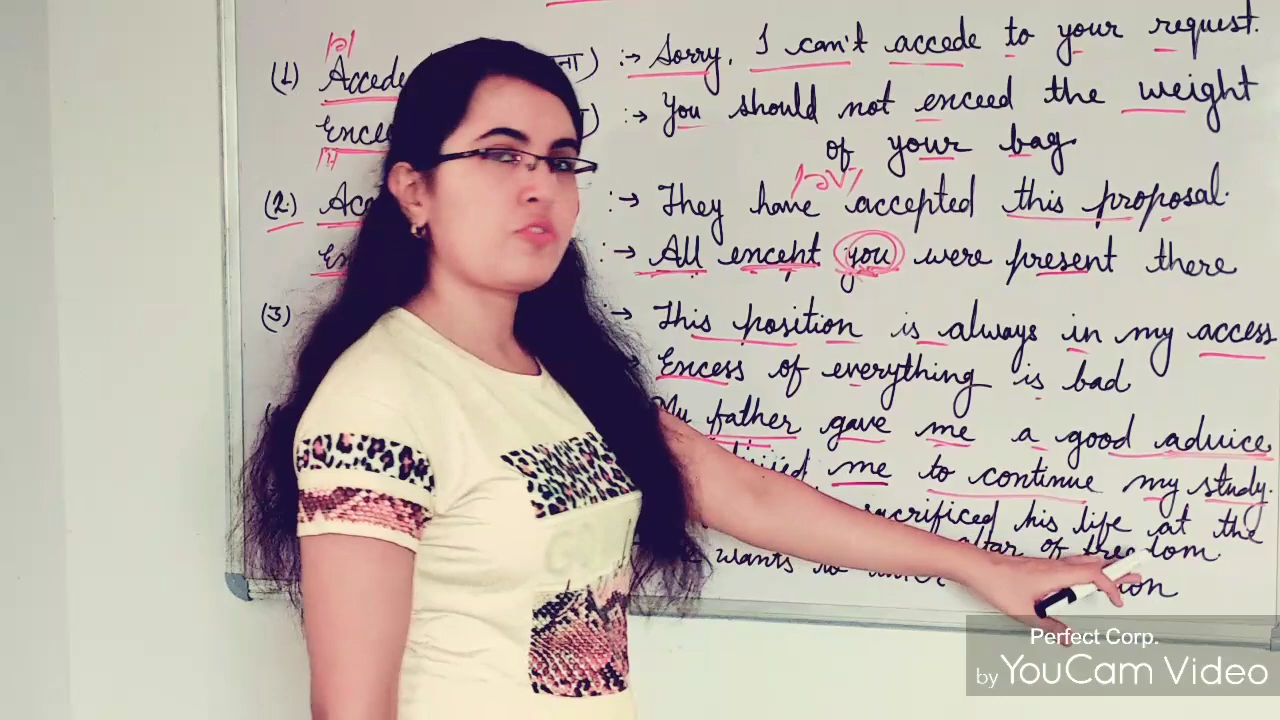 (1) Accede ना) :→ Sorry, I can't accede to your request.
:→ You should not exceed the weight
of your bag.
(2.) :→ They have accepted this proposal.
:→ All except you were present there
(3) :→ This position is always in my access
Excess of everything is bad
My father gave me a good advice
me to continue my study.
sacrificed his life at the
altar of freedom.
wants to alter
Perfect Corp.
by YouCam Video